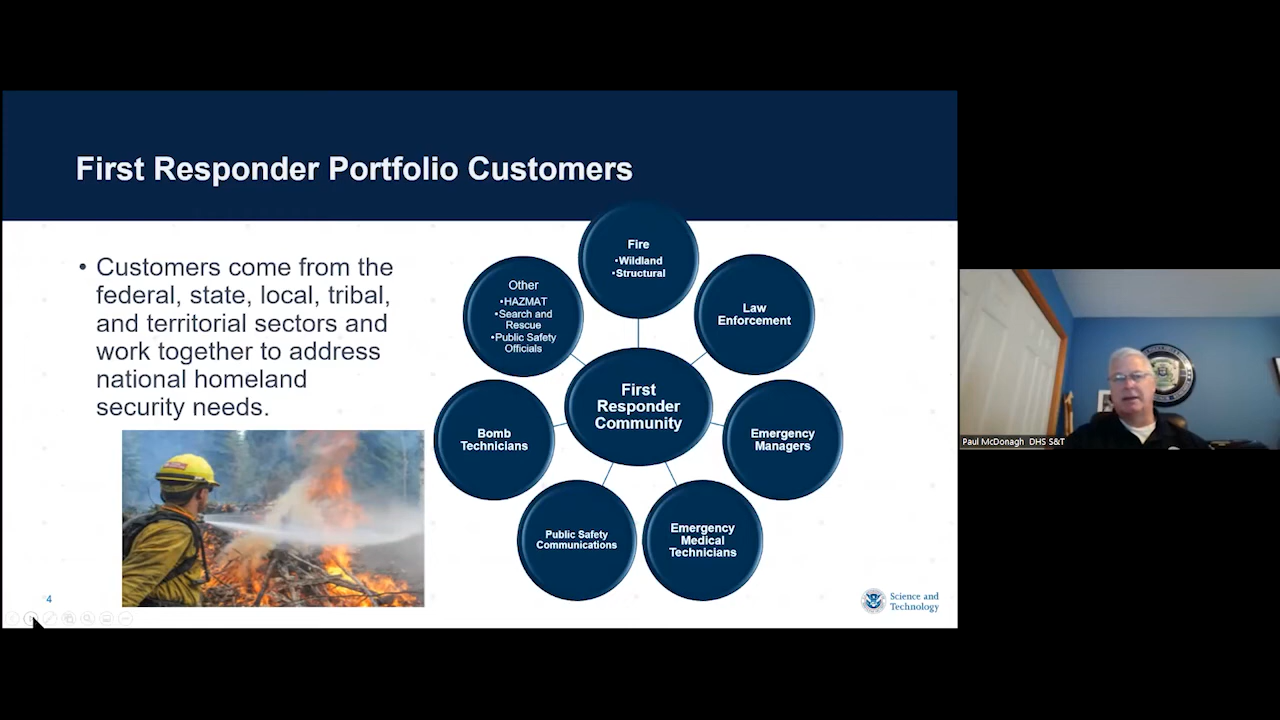 First Responder Portfolio Customers
• Customers come from the
federal, state, local, tribal,
and territorial sectors and
work together to address
national homeland
security needs.
Fire
•Wildland
•Structural
Law
Enforcement
Emergency
Managers
Emergency
Medical
Technicians
Public Safety
Communications
Bomb
Technicians
Other
•HAZMAT
•Search and
Rescue
•Public Safety
Officials
First
Responder
Community
4
Science and
Technology
Paul McDonagh DHS S&T